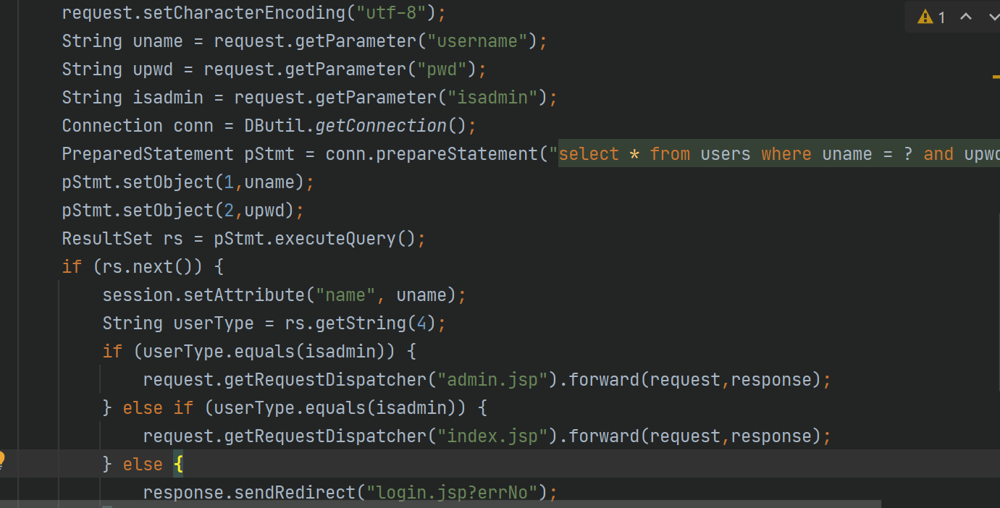 request.setCharacterEncoding("utf-8");
1
String uname = request.getParameter("username");
String upwd = request.getParameter("pwd");
String isadmin = request.getParameter("isadmin");
Connection conn = DButil.getConnection();
PreparedStatement pStmt = conn.prepareStatement("select * from users where uname = ? and upwd
pStmt.setObject(1,uname);
pStmt.setObject(2,upwd);
ResultSet rs = pStmt.executeQuery();
if (rs.next()) {
session.setAttribute("name", uname);
String userType = rs.getString(4);
if (userType.equals(isadmin)) {
request.getRequestDispatcher("admin.jsp").forward(request,response);
} else if (userType.equals(isadmin)) {
request.getRequestDispatcher("index.jsp").forward(request,response);
} else {
response.sendRedirect("login.jsp?errNo");